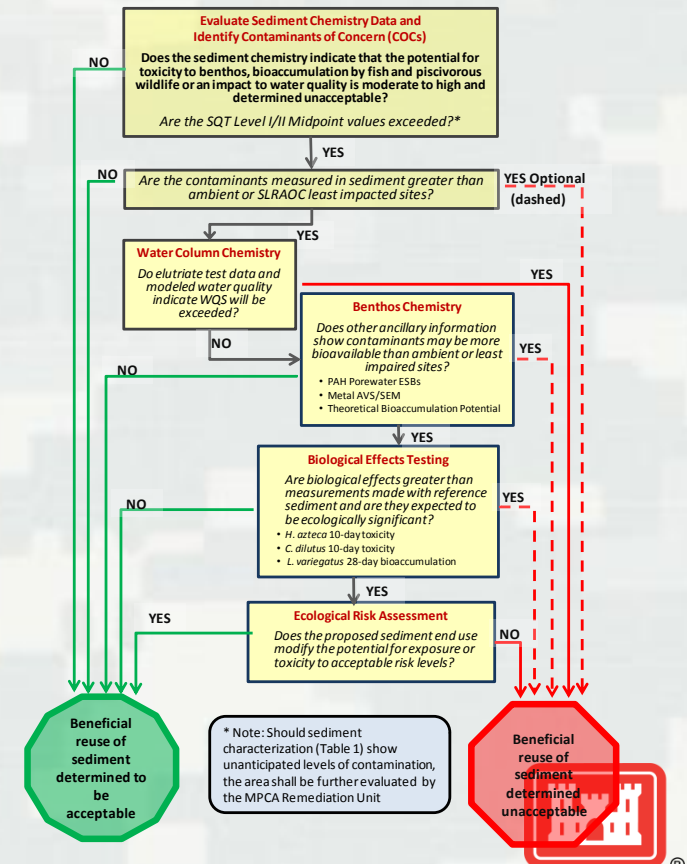 Evaluate Sediment Chemistry Data and
Identify Contaminants of Concern (COCs)
Does the sediment chemistry indicate that the potential for
toxicity to benthos, bioaccumulation by fish and piscivorous
wildlife or an impact to water quality is moderate to high and
determined unacceptable?
Are the SQT Level I/II Midpoint values exceeded?*
NO
YES
NO
Are the contaminants measured in sediment greater than
ambient or SLRAOC least impacted sites?
YES Optional
(dashed)
YES
Water Column Chemistry
Do elutriate test data and
modeled water quality
indicate WQS will be
exceeded?
YES
NO
Benthos Chemistry
Does other ancillary information
show contaminants may be more
bioavailable than ambient or least
impaired sites?
• PAH Porewater ESBs
• Metal AVS/SEM
• Theoretical Bioaccumulation Potential
YES
NO
YES
Biological Effects Testing
Are biological effects greater than
measurements made with reference
sediment and are they expected to
be ecologically significant?
• H. azteca 10-day toxicity
• C. dilutus 10-day toxicity
• L. variegatus 28-day bioaccumulation
YES
NO
YES
Ecological Risk Assessment
Does the proposed sediment end use
modify the potential for exposure or
toxicity to acceptable risk levels?
YES
NO
Beneficial
reuse of
sediment
determined to
be
acceptable
* Note: Should sediment
characterization (Table 1) show
unanticipated levels of contamination,
the area shall be further evaluated by
the MPCA Remediation Unit
Beneficial
reuse of
sediment
determined
unacceptable
®